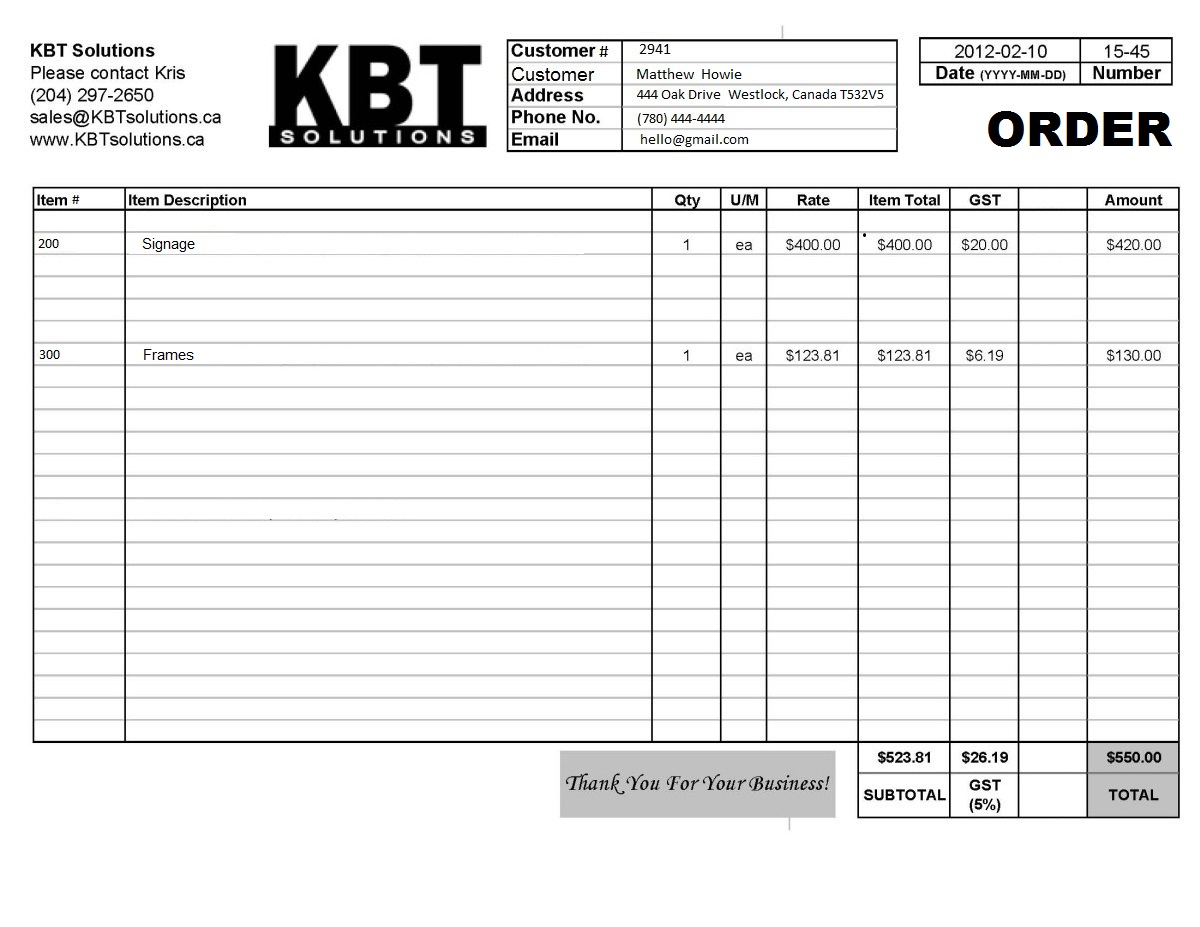 KBT Solutions
Please contact Kris
(204) 297-2650
sales@KBTsolutions.ca
www.KBTsolutions.ca
KBT
SOLUTIONS
Customer # 2941
Customer Matthew Howie
Address 444 Oak Drive Westlock, Canada T532V5
Phone No. (780) 444-4444
Email hello@gmail.com
2012-02-10 15-45
Date (YYYY-MM-DD) Number
ORDER
Item # Item Description Qty U/M Rate Item Total GST Amount
200 Signage 1 ea $400.00 $400.00 $20.00 $420.00
300 Frames 1 ea $123.81 $123.81 $6.19 $130.00
$523.81 $26.19 $550.00
Thank You For Your Business!
SUBTOTAL GST (5%) TOTAL